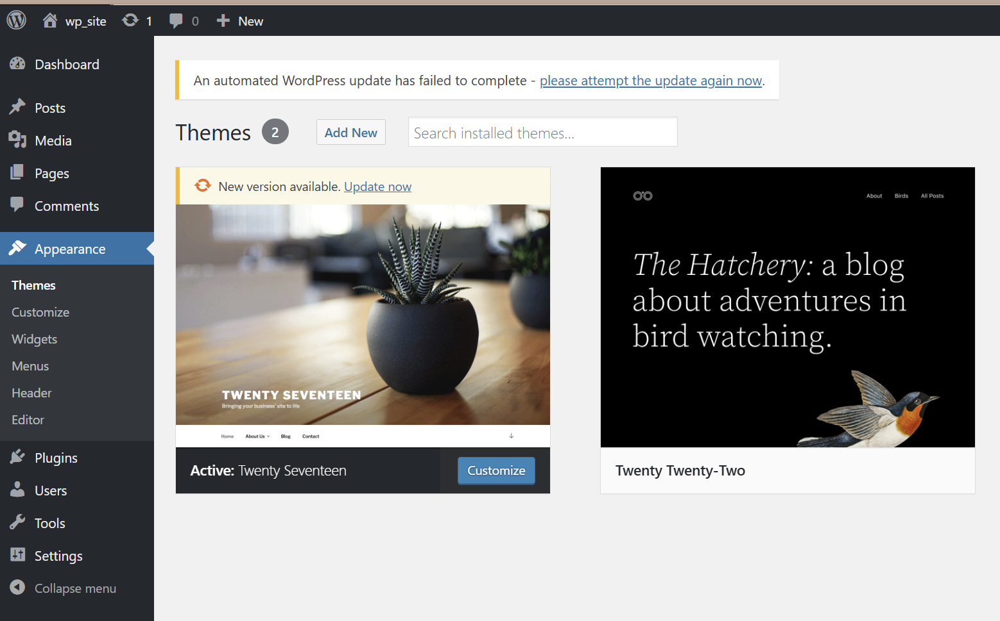 wp_site 1 0 New
Dashboard
Posts
Media
Pages
Comments
Appearance
Themes
Customize
Widgets
Menus
Header
Editor
Plugins
Users
Tools
Settings
Collapse menu
An automated WordPress update has failed to complete - please attempt the update again now.
Themes 2 Add New Search installed themes...
New version available. Update now
TWENTY SEVENTEEN
Bringing your business' site to life
Home About Us Blog Contact
Active: Twenty Seventeen Customize
About Birds All Posts
The Hatchery: a blog
about adventures in
bird watching.
Twenty Twenty-Two